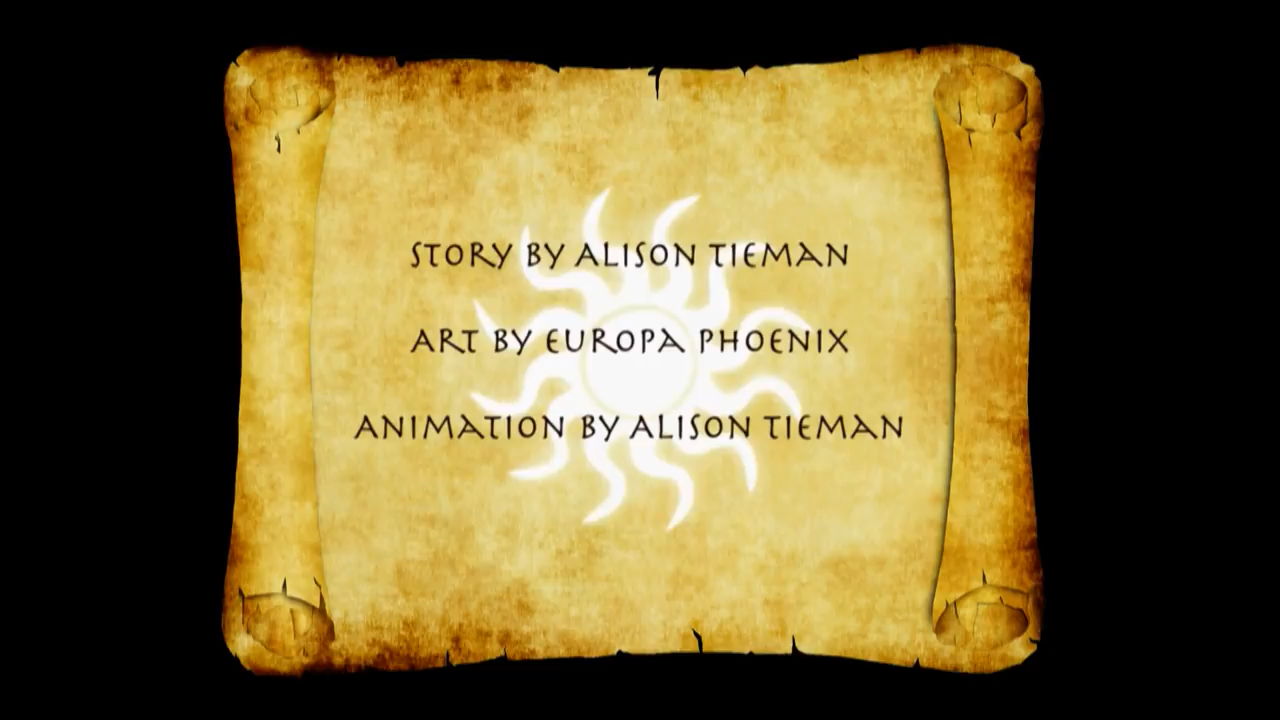 STORY BY ALISON TIEMAN
ART BY EUROPA PHOENIX
ANIMATION BY ALISON TIEMAN